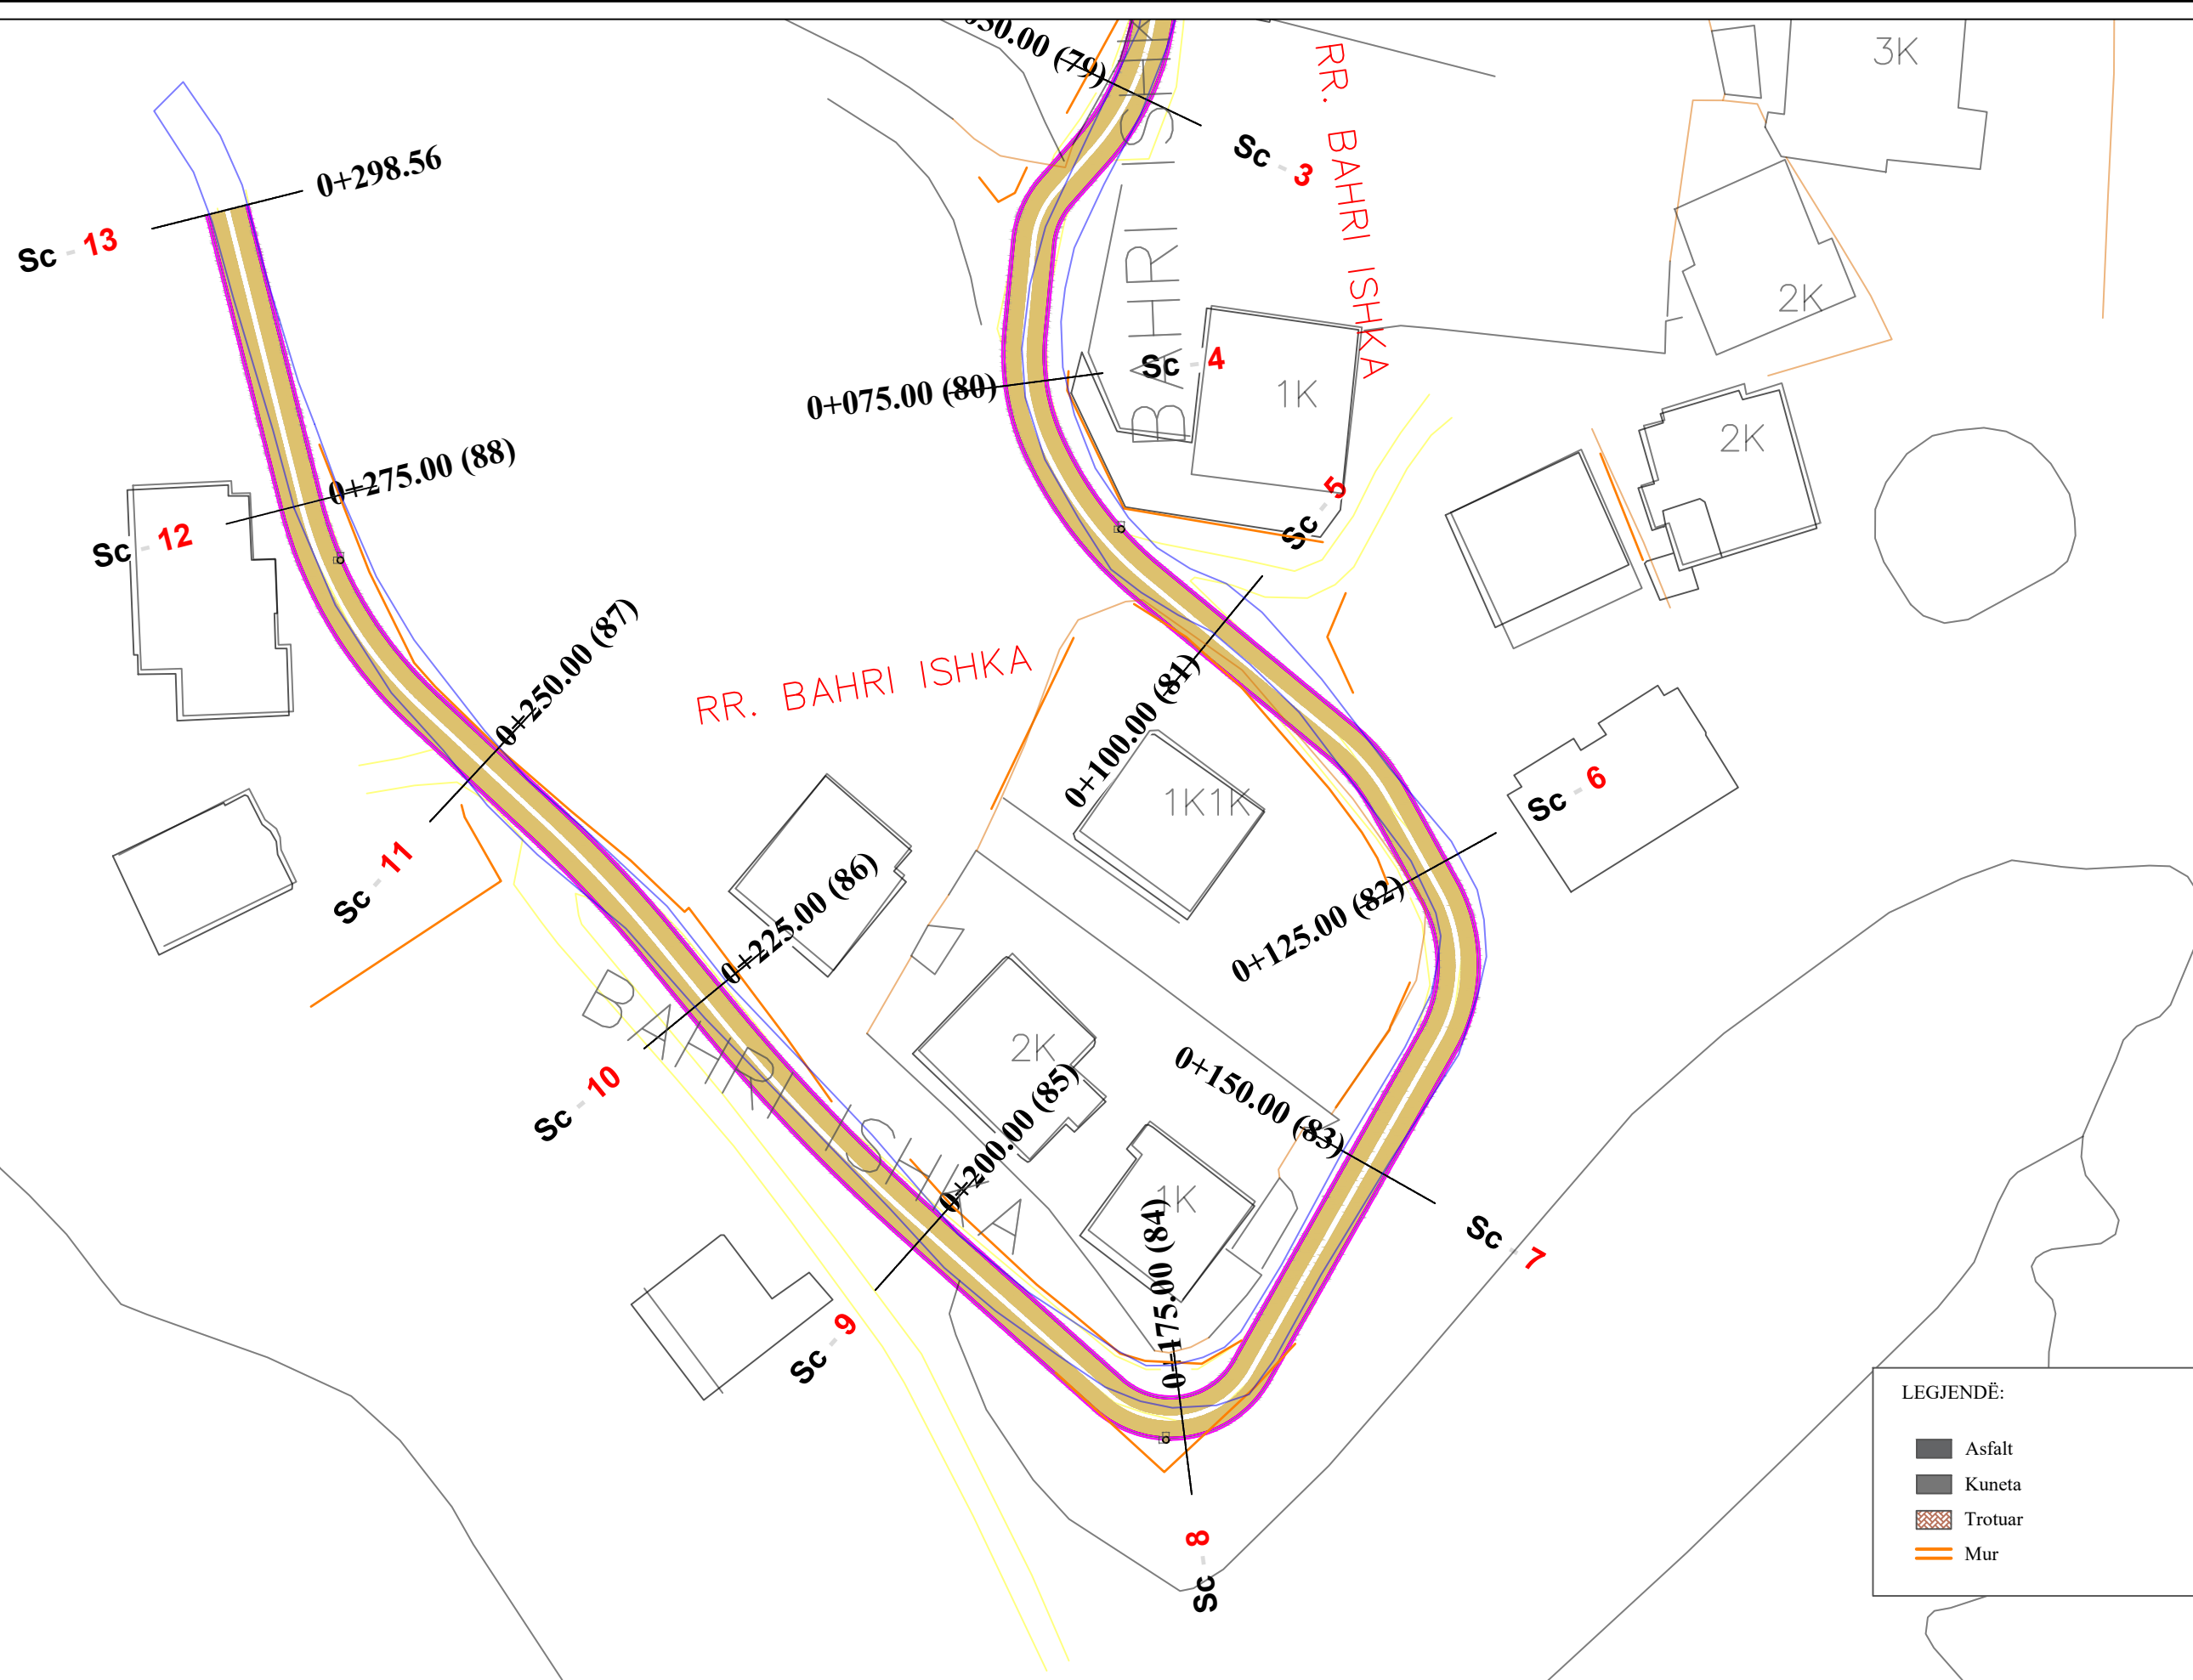 (79)
Sc - 3
RR. BAHRI ISHKA
BAHRI ISHK
3K
2K
0+298.56
Sc - 13
Sc - 4
1K
0+075.00 (80)
2K
0+275.00 (88)
Sc - 12
Sc - 5
0+250.00 (87)
RR. BAHRI ISHKA
0+100.00 (81)
1K1K
Sc - 6
Sc - 11
0+225.00 (86)
0+125.00 (82)
BAHRI ISHKA
2K
Sc - 10
0+200.00 (85)
0+150.00 (83)
1K
0+175.00 (84)
Sc - 7
Sc - 9
Sc - 8
LEGJENDË:
Asfalt
Kuneta
Trotuar
Mur